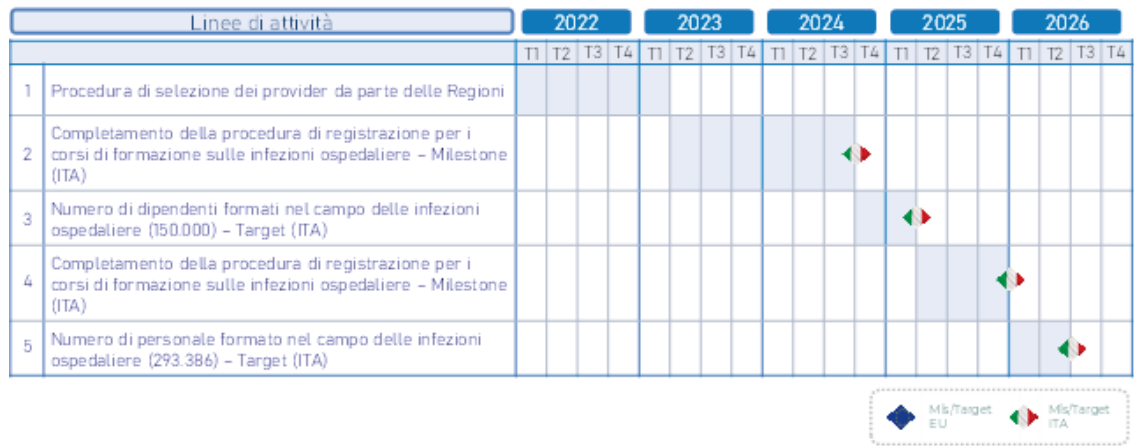 Linee di attività 2022 2023 2024 2025 2026
T1 T2 T3 T4 T1 T2 T3 T4 T1 T2 T3 T4 T1 T2 T3 T4 T1 T2 T3 T4
1 Procedura di selezione dei provider da parte delle Regioni
Completamento della procedura di registrazione per i
2 corsi di formazione sulle infezioni ospedaliere – Milestone
(ITA)
3 Numero di dipendenti formati nel campo delle infezioni
ospedaliere (150.000) – Target (ITA)
Completamento della procedura di registrazione per i
4 corsi di formazione sulle infezioni ospedaliere – Milestone
(ITA)
5 Numero di personale formato nel campo delle infezioni
ospedaliere (293.386) – Target (ITA)
Mls/Target Mls/Target
EU ITA